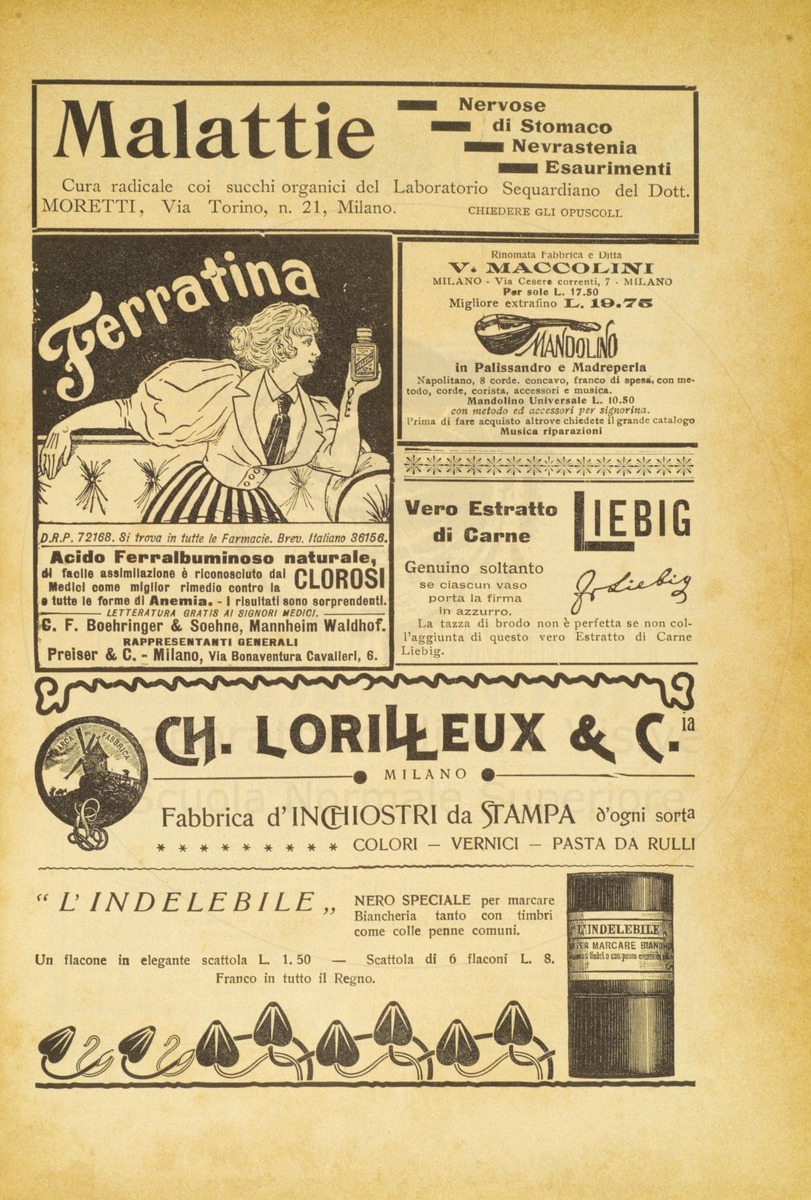 Malattie
Nervose
di Stomaco
Nevrastenia
Esaurimenti
Cura radicale coi succhi organici del Laboratorio Sequardiano del Dott.
MORETTI, Via Torino, n. 21, Milano. CHIEDERE GLI OPUSCOLI.
Ferratina
D.R.P. 72168. Si trova in tutte le Farmacie. Brev. Italiano 36156.
Acido Ferralbuminoso naturale,
di facile assimilazione è riconosciuto dai
Medici come miglior rimedio contro la CLOROSI
e tutte le forme di Anemia. - I risultati sono sorprendenti.
LETTERATURA GRATIS AI SIGNORI MEDICI.
C. F. Boehringer & Soehne, Mannheim Waldhof.
RAPPRESENTANTI GENERALI
Preiser & C. - Milano, Via Bonaventura Cavalleri, 6.
Rinomata Fabbrica e Ditta
V. MACCOLINI
MILANO - Via Cesere correnti, 7 - MILANO
Per sole L. 17.50
Migliore extrafino L. 19.75
MANDOLINO
in Palissandro e Madreperla
Napolitano, 8 corde. concavo, franco di spesa, con me-
todo, corde, corista, accessori e musica.
Mandolino Universale L. 10.50
con metodo ed accessori per signorina.
Prima di fare acquisto altrove chiedete il grande catalogo
Musica riparazioni
Vero Estratto
di Carne
LIEBIG
Genuino soltanto
se ciascun vaso
porta la firma
in azzurro.
J v Liebig
La tazza di brodo non è perfetta se non col-
l'aggiunta di questo vero Estratto di Carne
Liebig.
MARCA DI FABBRICA
CH. LORILLEUX & C.ia
MILANO
Fabbrica d'INCHIOSTRI da STAMPA d'ogni sorta
* * * * * * * * * COLORI — VERNICI — PASTA DA RULLI
“ L'INDELEBILE „
NERO SPECIALE per marcare
Biancheria tanto con timbri
come colle penne comuni.
Un flacone in elegante scattola L. 1.50 — Scattola di 6 flaconi L. 8.
Franco in tutto il Regno.
"L'INDELEBILE"
PER MARCARE